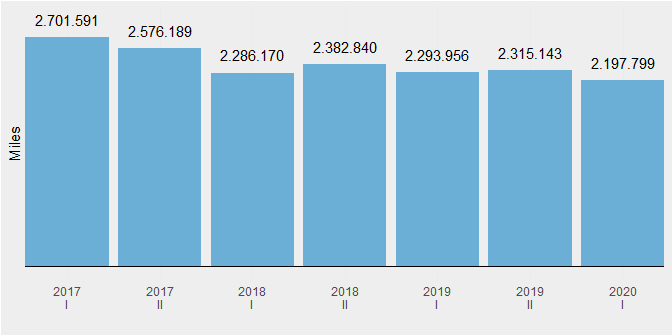 2.701.591
2.576.189
2.286.170
2.382.840
2.293.956
2.315.143
2.197.799
Miles
2017 2017 2018 2018 2019 2019 2020
I II I II I II I